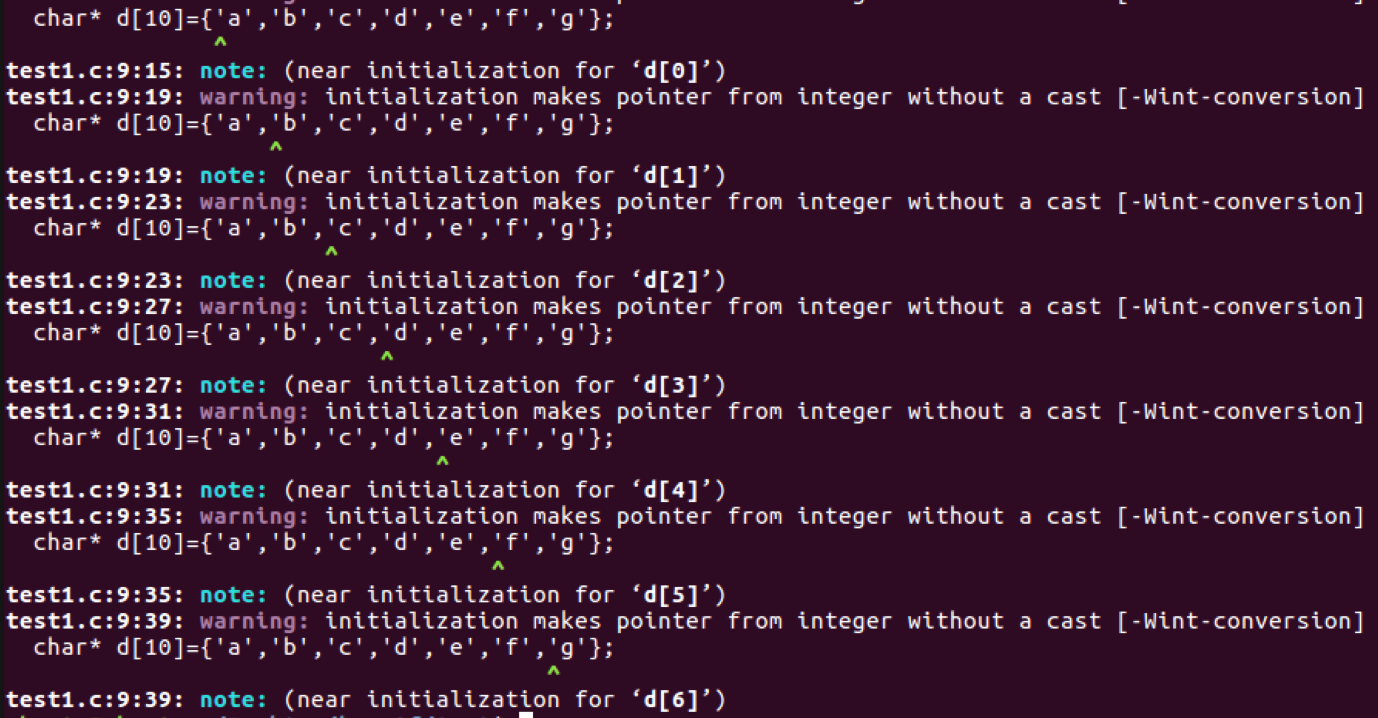 char* d[10]={'a','b','c','d','e','f','g'};
^
test1.c:9:15: note: (near initialization for ‘d[0]’)
test1.c:9:19: warning: initialization makes pointer from integer without a cast [-Wint-conversion]
char* d[10]={'a','b','c','d','e','f','g'};
^
test1.c:9:19: note: (near initialization for ‘d[1]’)
test1.c:9:23: warning: initialization makes pointer from integer without a cast [-Wint-conversion]
char* d[10]={'a','b','c','d','e','f','g'};
^
test1.c:9:23: note: (near initialization for ‘d[2]’)
test1.c:9:27: warning: initialization makes pointer from integer without a cast [-Wint-conversion]
char* d[10]={'a','b','c','d','e','f','g'};
^
test1.c:9:27: note: (near initialization for ‘d[3]’)
test1.c:9:31: warning: initialization makes pointer from integer without a cast [-Wint-conversion]
char* d[10]={'a','b','c','d','e','f','g'};
^
test1.c:9:31: note: (near initialization for ‘d[4]’)
test1.c:9:35: warning: initialization makes pointer from integer without a cast [-Wint-conversion]
char* d[10]={'a','b','c','d','e','f','g'};
^
test1.c:9:35: note: (near initialization for ‘d[5]’)
test1.c:9:39: warning: initialization makes pointer from integer without a cast [-Wint-conversion]
char* d[10]={'a','b','c','d','e','f','g'};
^
test1.c:9:39: note: (near initialization for ‘d[6]’)